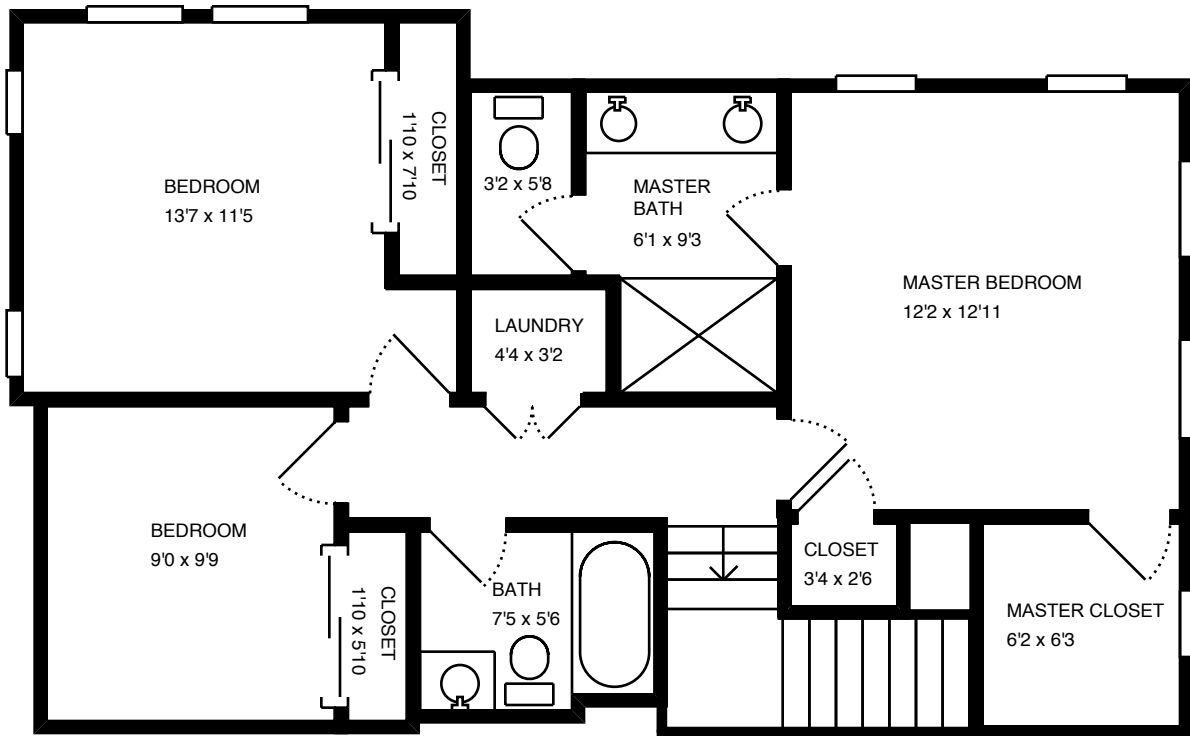 BEDROOM
13'7 x 11'5
CLOSET
1'10 x 7'10
3'2 x 5'8
MASTER
BATH
6'1 x 9'3
MASTER BEDROOM
12'2 x 12'11
LAUNDRY
4'4 x 3'2
BEDROOM
9'0 x 9'9
CLOSET
1'10 x 5'10
BATH
7'5 x 5'6
CLOSET
3'4 x 2'6
MASTER CLOSET
6'2 x 6'3